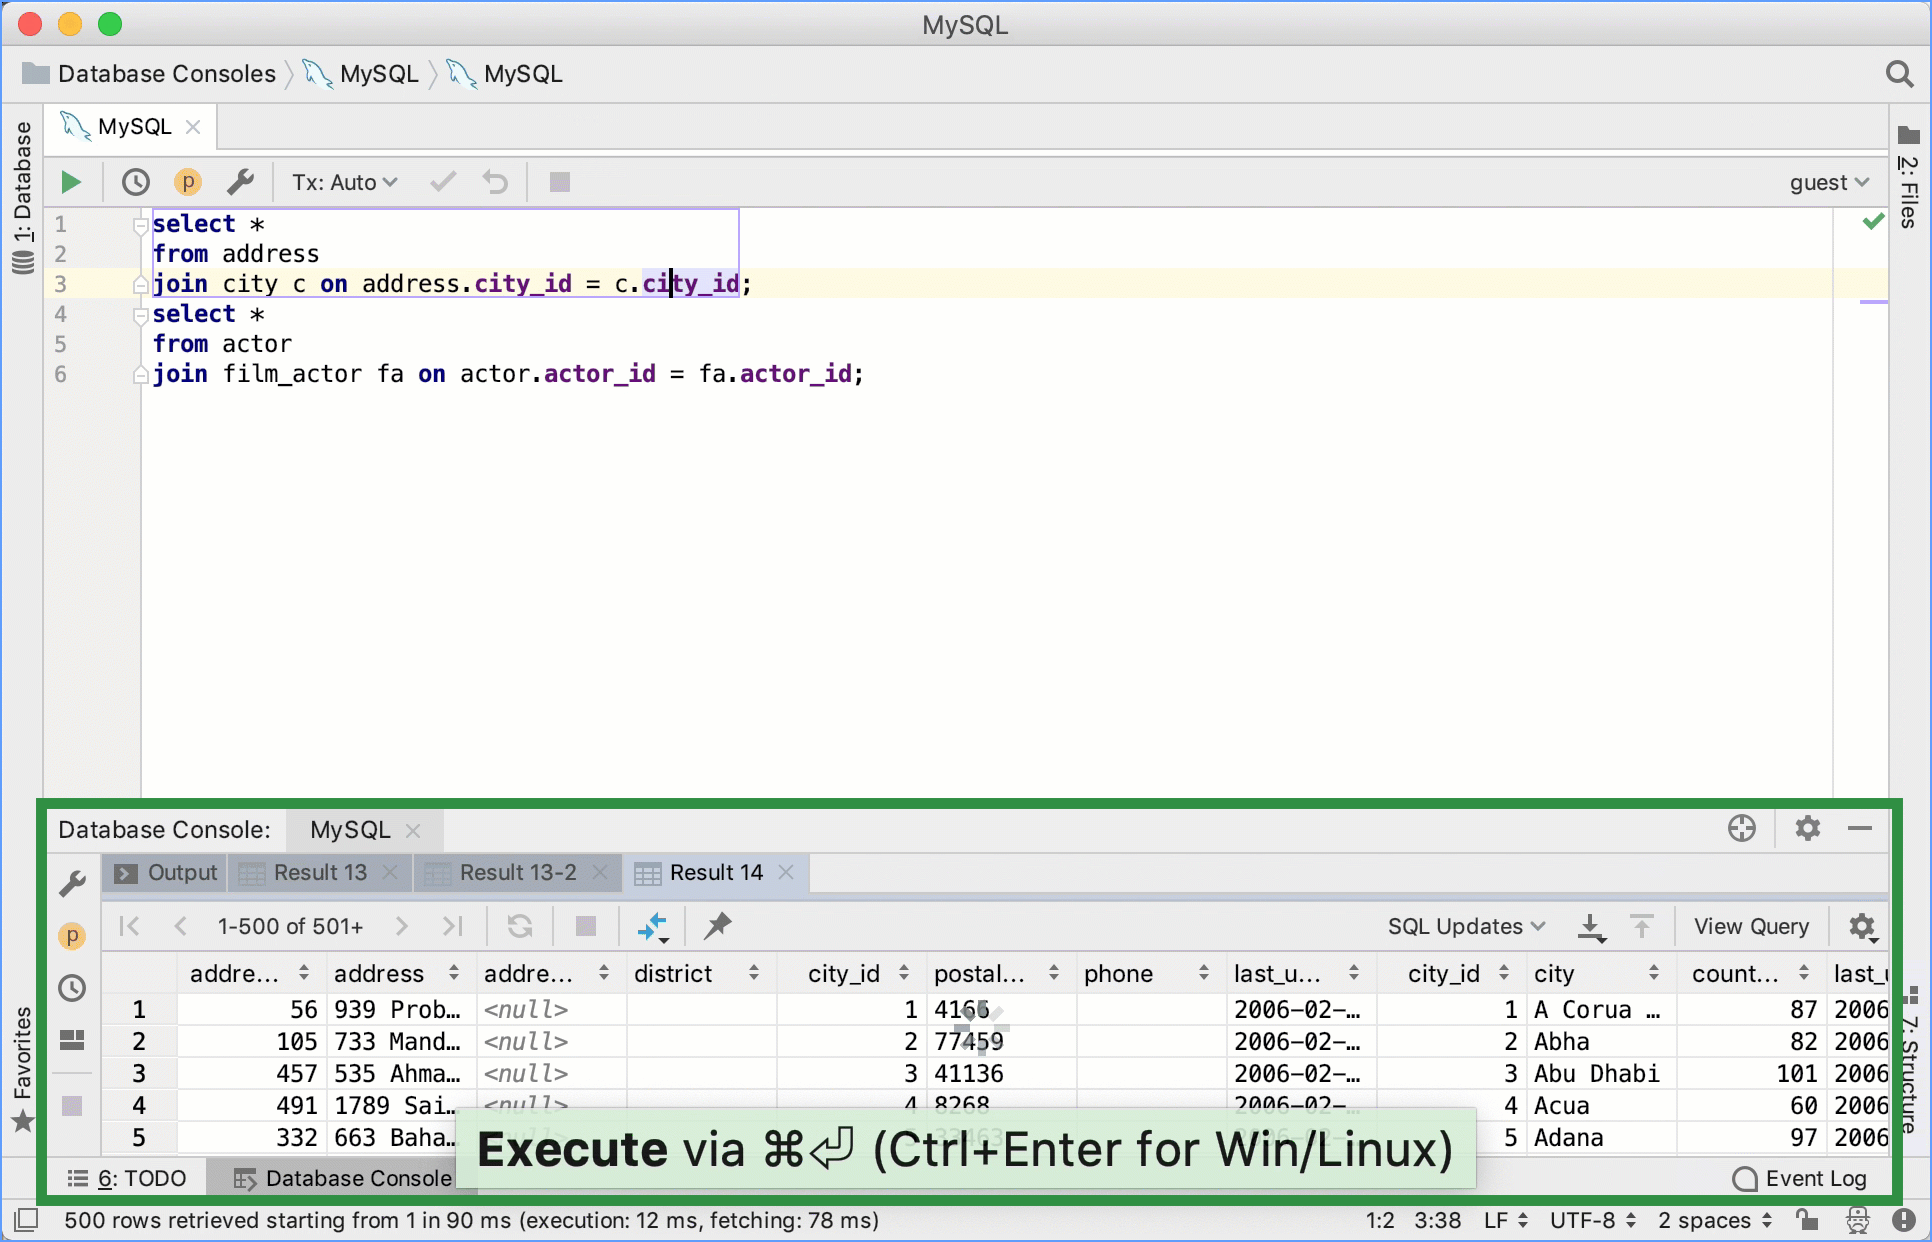 MySQL
Database Consoles MySQL MySQL
MySQL
1: Database
2: Files
p Tx: Auto guest
1 select *
2 from address
3 join city c on address.city_id = c.city_id;
4 select *
5 from actor
6 join film_actor fa on actor.actor_id = fa.actor_id;
Database Console: MySQL
Output Result 13 Result 13-2 Result 14
p 1-500 of 501+ SQL Updates View Query
addre... address addre... district city_id postal... phone last_u... city_id city count... last_u
1 56 939 Prob… <null> 1 4166 2006-02-… 1 A Corua … 87 2006
2 105 733 Mand… <null> 2 77459 2006-02-… 2 Abha 82 2006
3 457 535 Ahma… <null> 3 41136 2006-02-… 3 Abu Dhabi 101 2006
4 491 1789 Sai… <null> 4 8268 2006-02-… 4 Acua 60 2006
5 332 663 Baha… 33463 5 Adana 97 2006
Favorites
7: Structure
Execute via ⌘⏎ (Ctrl+Enter for Win/Linux)
6: TODO Database Console Event Log
500 rows retrieved starting from 1 in 90 ms (execution: 12 ms, fetching: 78 ms) 1:2 3:38 LF UTF-8 2 spaces